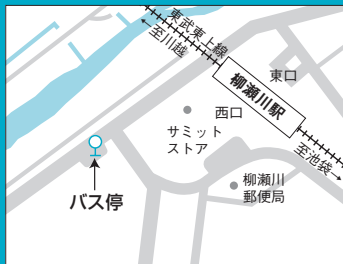 東武東上線
←至川越
東口
柳瀬川駅
西口
サミット
ストア
至池袋→
バス停
柳瀬川
郵便局